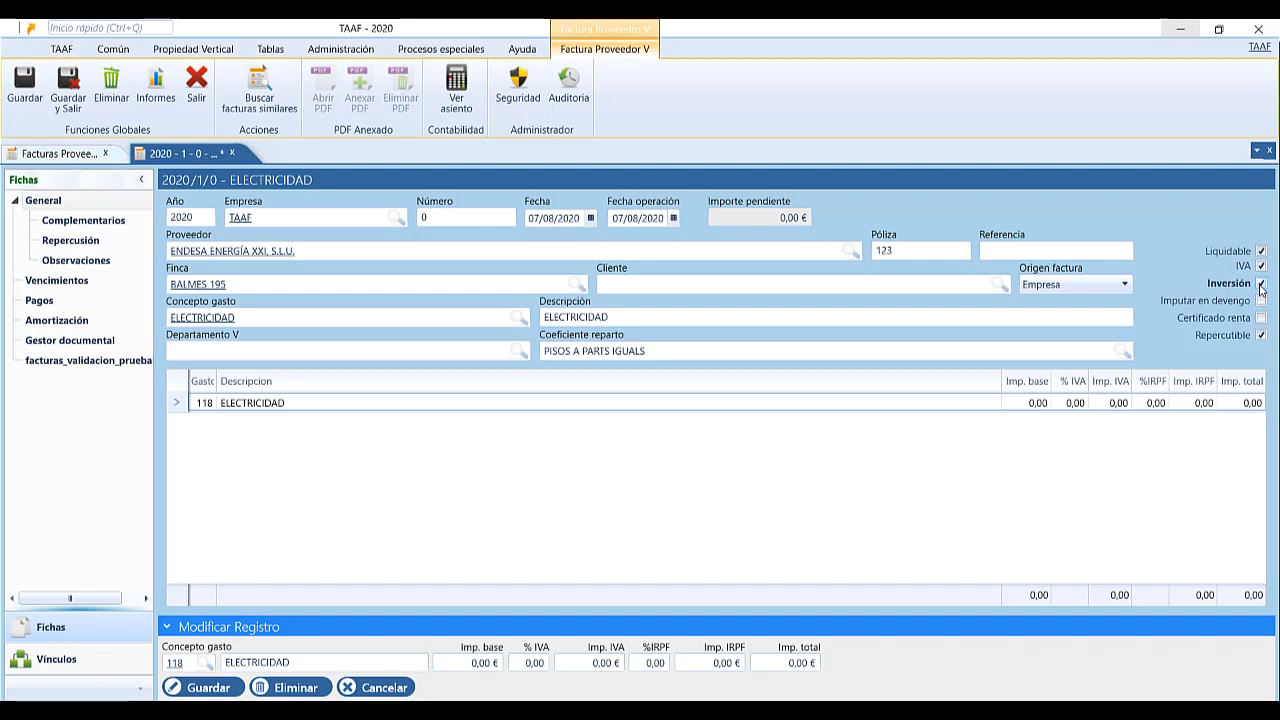 Inicio rápido (Ctrl+Q)
TAAF - 2020
Factura Proveedor V
TAAF
Común
Propiedad Vertical
Tablas
Administración
Procesos especiales
Ayuda
Factura Proveedor V
TAAF
Guardar
Guardar y Salir
Eliminar
Informes
Salir
Buscar facturas similares
Abrir PDF
Anexar PDF
Eliminar PDF
Ver asiento
Seguridad
Auditoria
Funciones Globales
Acciones
PDF Anexado
Contabilidad
Administrador
Facturas Provee... x
2020 - 1 - 0 - ... * x
Fichas
2020/1/0 - ELECTRICIDAD
General
Complementarios
Repercusión
Observaciones
Vencimientos
Pagos
Amortización
Gestor documental
facturas_validacion_prueba
Año
Empresa
Número
Fecha
Fecha operación
Importe pendiente
2020
TAAF
0
07/08/2020
07/08/2020
0,00 €
Proveedor
Póliza
Referencia
ENDESA ENERGÍA XXI, S.L.U.
123
Finca
Cliente
Origen factura
BALMES 195
Empresa
Concepto gasto
Descripción
ELECTRICIDAD
ELECTRICIDAD
Departamento V
Coeficiente reparto
PISOS A PARTS IGUALS
Liquidable
IVA
Inversión
Imputar en devengo
Certificado renta
Repercutible
Gastc Descripcion Imp. base % IVA Imp. IVA %IRPF Imp. IRPF Imp. total
118 ELECTRICIDAD 0,00 0,00 0,00 0,00 0,00 0,00
0,00 0,00 0,00 0,00
Fichas
Vínculos
Modificar Registro
Concepto gasto Imp. base % IVA Imp. IVA %IRPF Imp. IRPF Imp. total
118 ELECTRICIDAD 0,00 € 0,00 0,00 € 0,00 0,00 € 0,00 €
Guardar
Eliminar
Cancelar